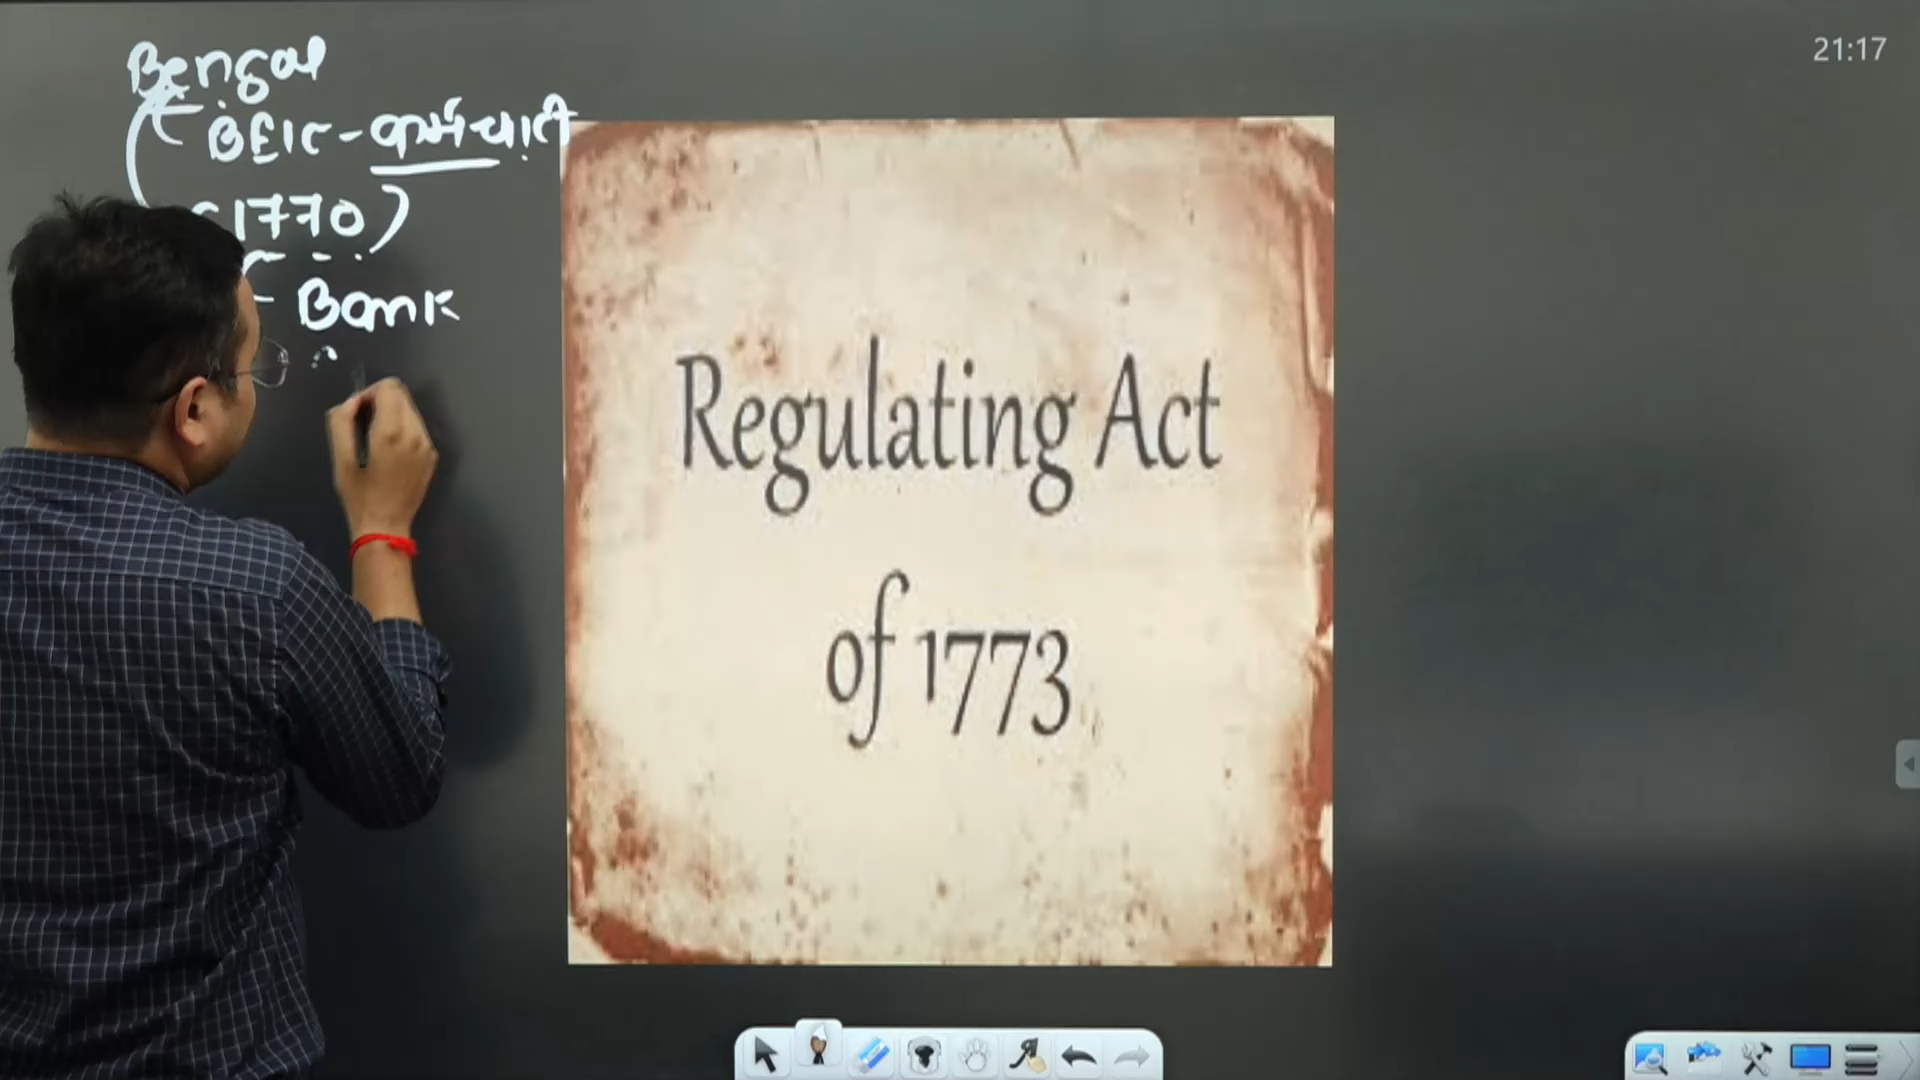 Bengal
BEIC - कर्मचारी
1770)
- Bank
21:17
Regulating Act
of 1773